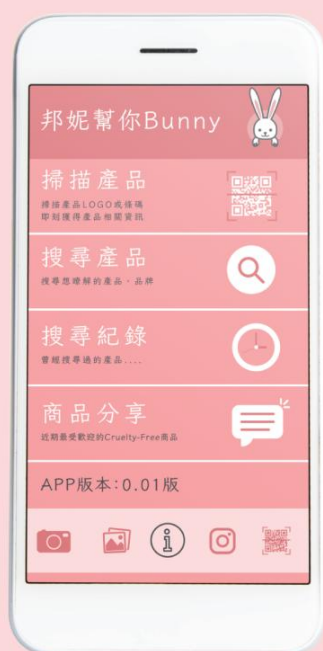 邦妮幫你Bunny
掃描產品
掃描產品LOGO或條碼
即刻獲得產品相關資訊
搜尋產品
搜尋想瞭解的產品、品牌
搜尋紀錄
曾經搜尋過的產品....
商品分享
近期最受歡迎的Cruelty-Free商品
APP版本:0.01版